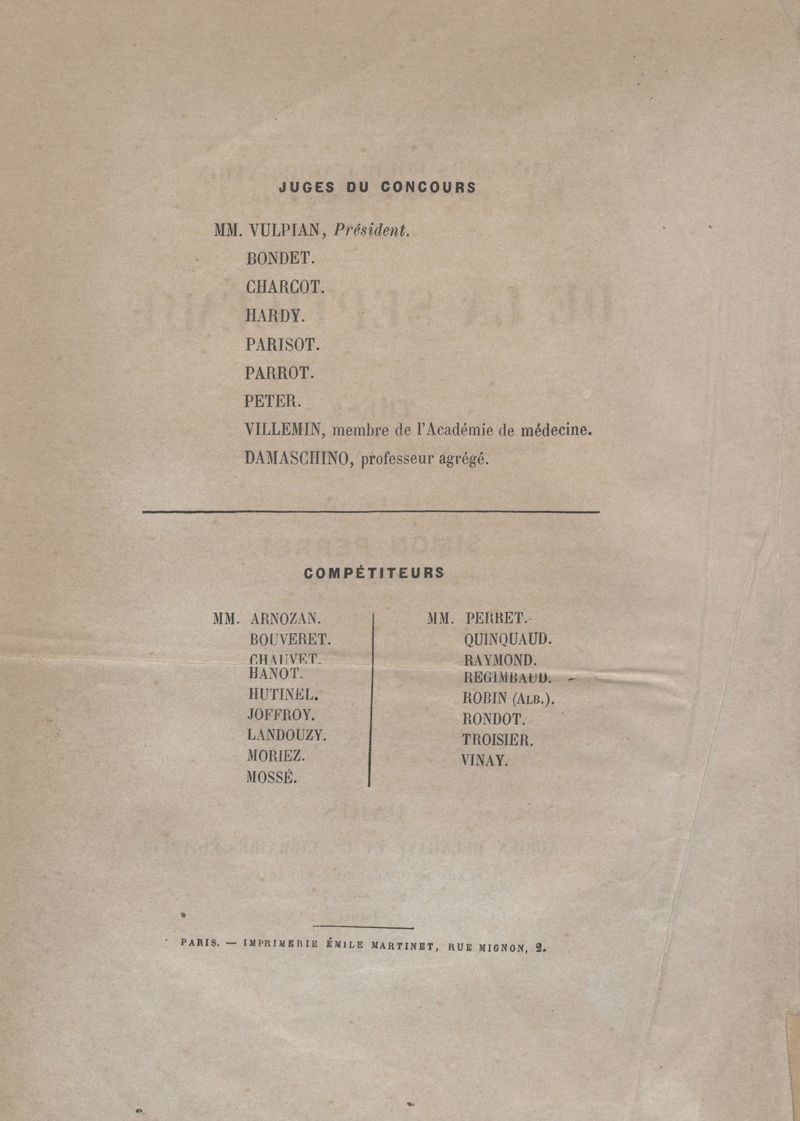 JUGES DU CONCOURS
MM. VULPIAN, Président.
BONDET.
CHARCOT.
HARDY.
PARISOT.
PARROT.
PETER.
VILLEMIN, membre de l'Académie de médecine.
DAMASCHINO, professeur agrégé.
COMPÉTITEURS
MM. ARNOZAN.
BOUVERET.
CHAUVET.
HANOT.
HUTINEL.
JOFFROY.
LANDOUZY.
MORIEZ.
MOSSÉ.
MM. PERRET.
QUINQUAUD.
RAYMOND.
REGIMBAUD.
ROBIN (ALB.).
RONDOT.
TROISIER.
VINAY.
PARIS. — IMPRIMERIE ÉMILE MARTINET, RUE MIGNON, 2.